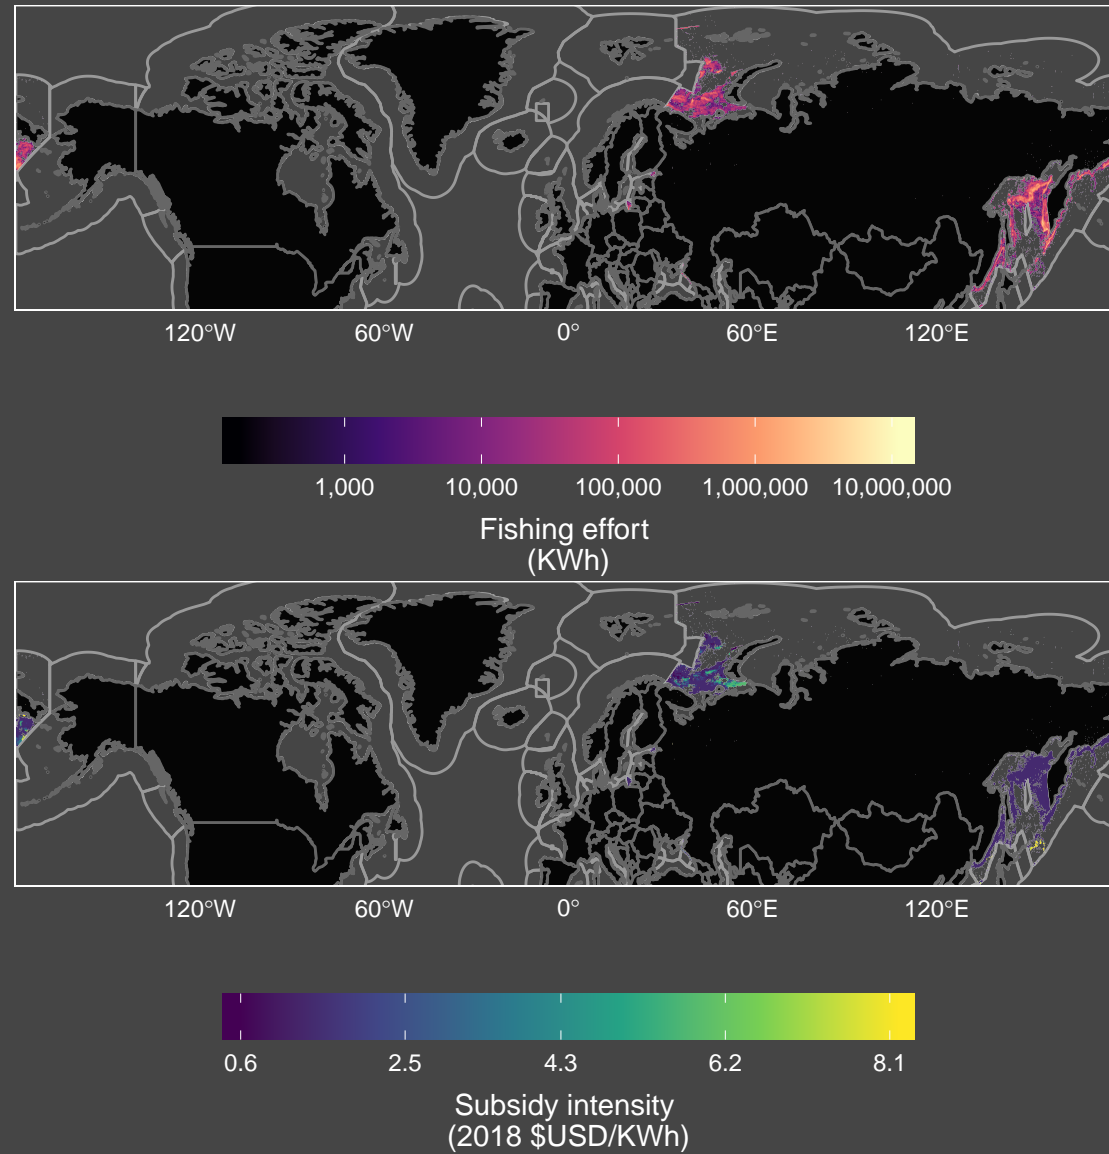 120°W 60°W 0° 60°E 120°E
1,000 10,000 100,000 1,000,000 10,000,000
Fishing effort
(KWh)
120°W 60°W 0° 60°E 120°E
0.6 2.5 4.3 6.2 8.1
Subsidy intensity
(2018 $USD/KWh)